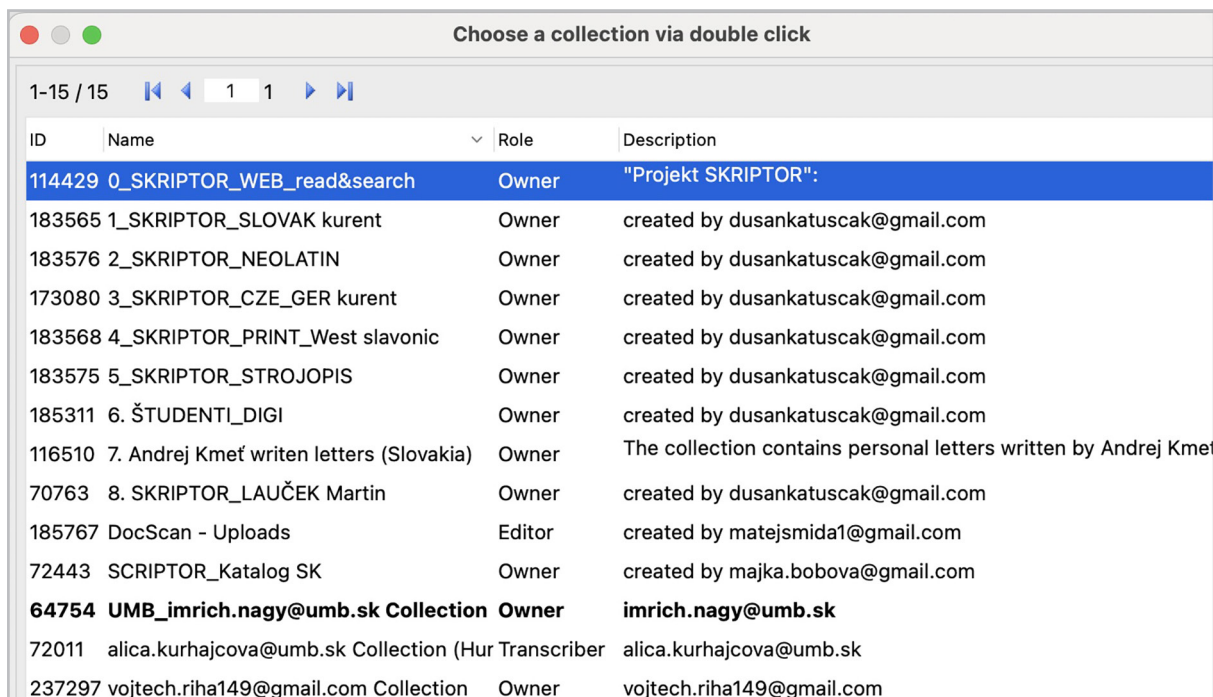 Choose a collection via double click
1-15 / 15 1 1
ID Name Role Description
114429 0_SKRIPTOR_WEB_read&search Owner "Projekt SKRIPTOR":
183565 1_SKRIPTOR_SLOVAK kurent Owner created by dusankatuscak@gmail.com
183576 2_SKRIPTOR_NEOLATIN Owner created by dusankatuscak@gmail.com
173080 3_SKRIPTOR_CZE_GER kurent Owner created by dusankatuscak@gmail.com
183568 4_SKRIPTOR_PRINT_West slavonic Owner created by dusankatuscak@gmail.com
183575 5_SKRIPTOR_STROJOPIS Owner created by dusankatuscak@gmail.com
185311 6. ŠTUDENTI_DIGI Owner created by dusankatuscak@gmail.com
116510 7. Andrej Kmeť writen letters (Slovakia) Owner The collection contains personal letters written by Andrej Kmeť
70763 8. SKRIPTOR_LAUČEK Martin Owner created by dusankatuscak@gmail.com
185767 DocScan - Uploads Editor created by matejsmida1@gmail.com
72443 SCRIPTOR_Katalog SK Owner created by majka.bobova@gmail.com
64754 UMB_imrich.nagy@umb.sk Collection Owner imrich.nagy@umb.sk
72011 alica.kurhajcova@umb.sk Collection (Hur Transcriber alica.kurhajcova@umb.sk
237297 vojtech.riha149@gmail.com Collection Owner vojtech.riha149@gmail.com